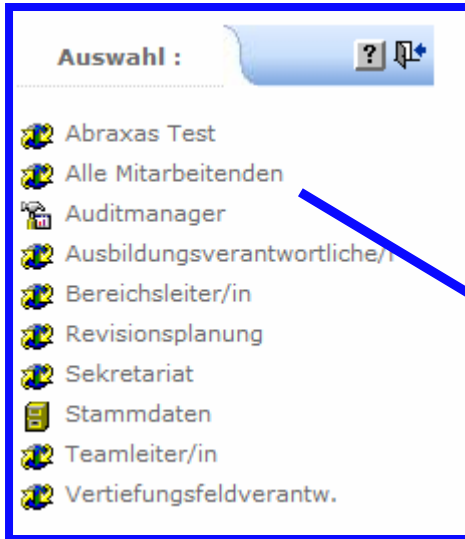 Auswahl :
?
Abraxas Test
Alle Mitarbeitenden
Auditmanager
Ausbildungsverantwortliche/r
Bereichsleiter/in
Revisionsplanung
Sekretariat
Stammdaten
Teamleiter/in
Vertiefungsfeldverantw.